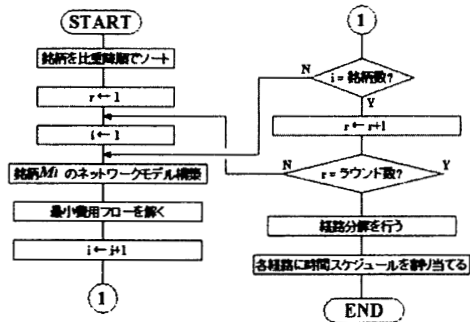 START
銘柄を比重降順でソート
r ← 1
i ← 1
銘柄Mi のネットワークモデル構築
最小費用フローを解く
i ← i+1
1
1
N
i = 銘柄数?
Y
r ← r+1
N
r = ラウンド数?
Y
経路分解を行う
各経路に時間スケジュールを割り当てる
END